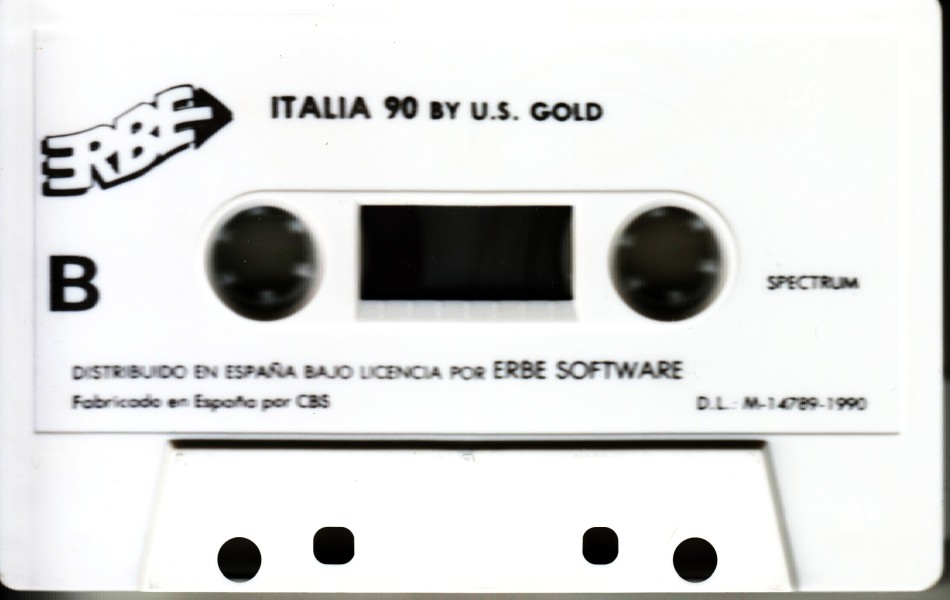 ERBE
ITALIA 90 BY U.S. GOLD
B
SPECTRUM
DISTRIBUIDO EN ESPAÑA BAJO LICENCIA POR ERBE SOFTWARE
Fabricado en España por CBS
D.L.: M-14789-1990